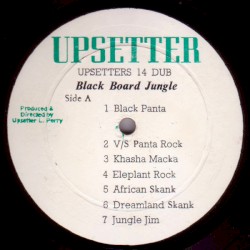 UPSETTER
UPSETTERS 14 DUB
Black Board Jungle
Side A
Produced &
Directed by
Upsetter L. Perry
1 Black Panta
2 V/S Panta Rock
3 Khasha Macka
4 Eleplant Rock
5 African Skank
8 Dreamland Skank
7 Jungle Jim